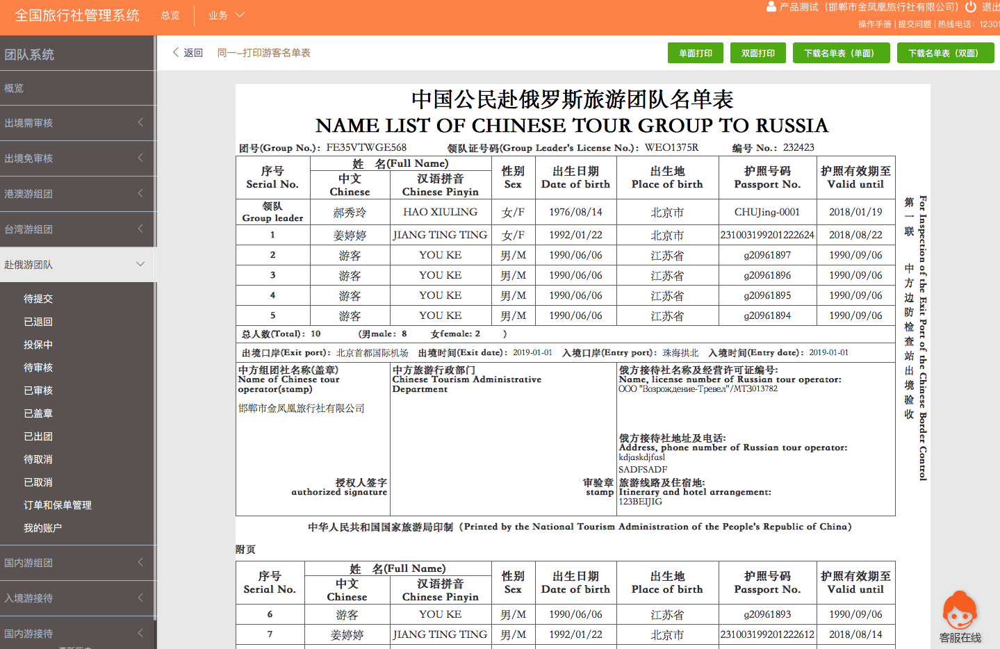 全国旅行社管理系统 总览 业务 产品测试（邯郸市金凤凰旅行社有限公司） 退出
操作手册 | 提交问题 | 热线电话：12301
团队系统
概览
出境需审核
出境免审核
港澳游组团
台湾游组团
赴俄游团队
待提交
已退回
投保中
待审核
已审核
已盖章
已出团
待取消
已取消
订单和保单管理
我的账户
国内游组团
入境游接待
国内游接待
返回 同一-打印游客名单表 单面打印 双面打印 下载名单表（单面） 下载名单表（双面）
中国公民赴俄罗斯旅游团队名单表
NAME LIST OF CHINESE TOUR GROUP TO RUSSIA
团号(Group No.)：FE35VTWGE568 领队证号码(Group Leader's License No.)：WEO1375R 编号 No.：232423
序号 Serial No. 姓 名(Full Name) 中文 Chinese 汉语拼音 Chinese Pinyin 性别 Sex 出生日期 Date of birth 出生地 Place of birth 护照号码 Passport No. 护照有效期至 Valid until
领队 Group leader 郝秀玲 HAO XIULING 女/F 1976/08/14 北京市 CHUJing-0001 2018/01/19
1 姜婷婷 JIANG TING TING 女/F 1992/01/22 北京市 231003199201222624 2018/08/22
2 游客 YOU KE 男/M 1990/06/06 江苏省 g20961897 1990/09/06
3 游客 YOU KE 男/M 1990/06/06 江苏省 g20961896 1990/09/06
4 游客 YOU KE 男/M 1990/06/06 江苏省 g20961895 1990/09/06
5 游客 YOU KE 男/M 1990/06/06 江苏省 g20961894 1990/09/06
总人数(Total)：10 (男male：8 女female: 2 )
出境口岸(Exit port)：北京首都国际机场 出境时间(Exit date)：2019-01-01 入境口岸(Entry port)：珠海拱北 入境时间(Entry date)：2019-01-01
中方组团社名称(盖章)
Name of Chinese tour
operator(stamp)
邯郸市金凤凰旅行社有限公司
授权人签字
authorized signature
中方旅游行政部门
Chinese Tourism Administrative
Department
审验章
stamp
俄方接待社名称及经营许可证编号:
Name, license number of Russian tour operator:
ООО "Возрождение-Тревел"/МТ3013782
俄方接待社地址及电话:
Address, phone number of Russian tour operator:
kdjaskdjfasl
SADFSADF
旅游线路及住宿地:
Itinerary and hotel arrangement:
123BEIJIG
第一联 中方边防检查站出境验收
For Inspection of the Exit Port of the Chinese Border Control
中华人民共和国国家旅游局印制（Printed by the National Tourism Administration of the People's Republic of China）
附页
序号 Serial No. 姓 名(Full Name) 中文 Chinese 汉语拼音 Chinese Pinyin 性别 Sex 出生日期 Date of birth 出生地 Place of birth 护照号码 Passport No. 护照有效期至 Valid until
6 游客 YOU KE 男/M 1990/06/06 江苏省 g20961893 1990/09/06
7 姜婷婷 JIANG TING TING 男/M 1992/01/22 北京市 231003199201222612 2018/08/14
客服在线